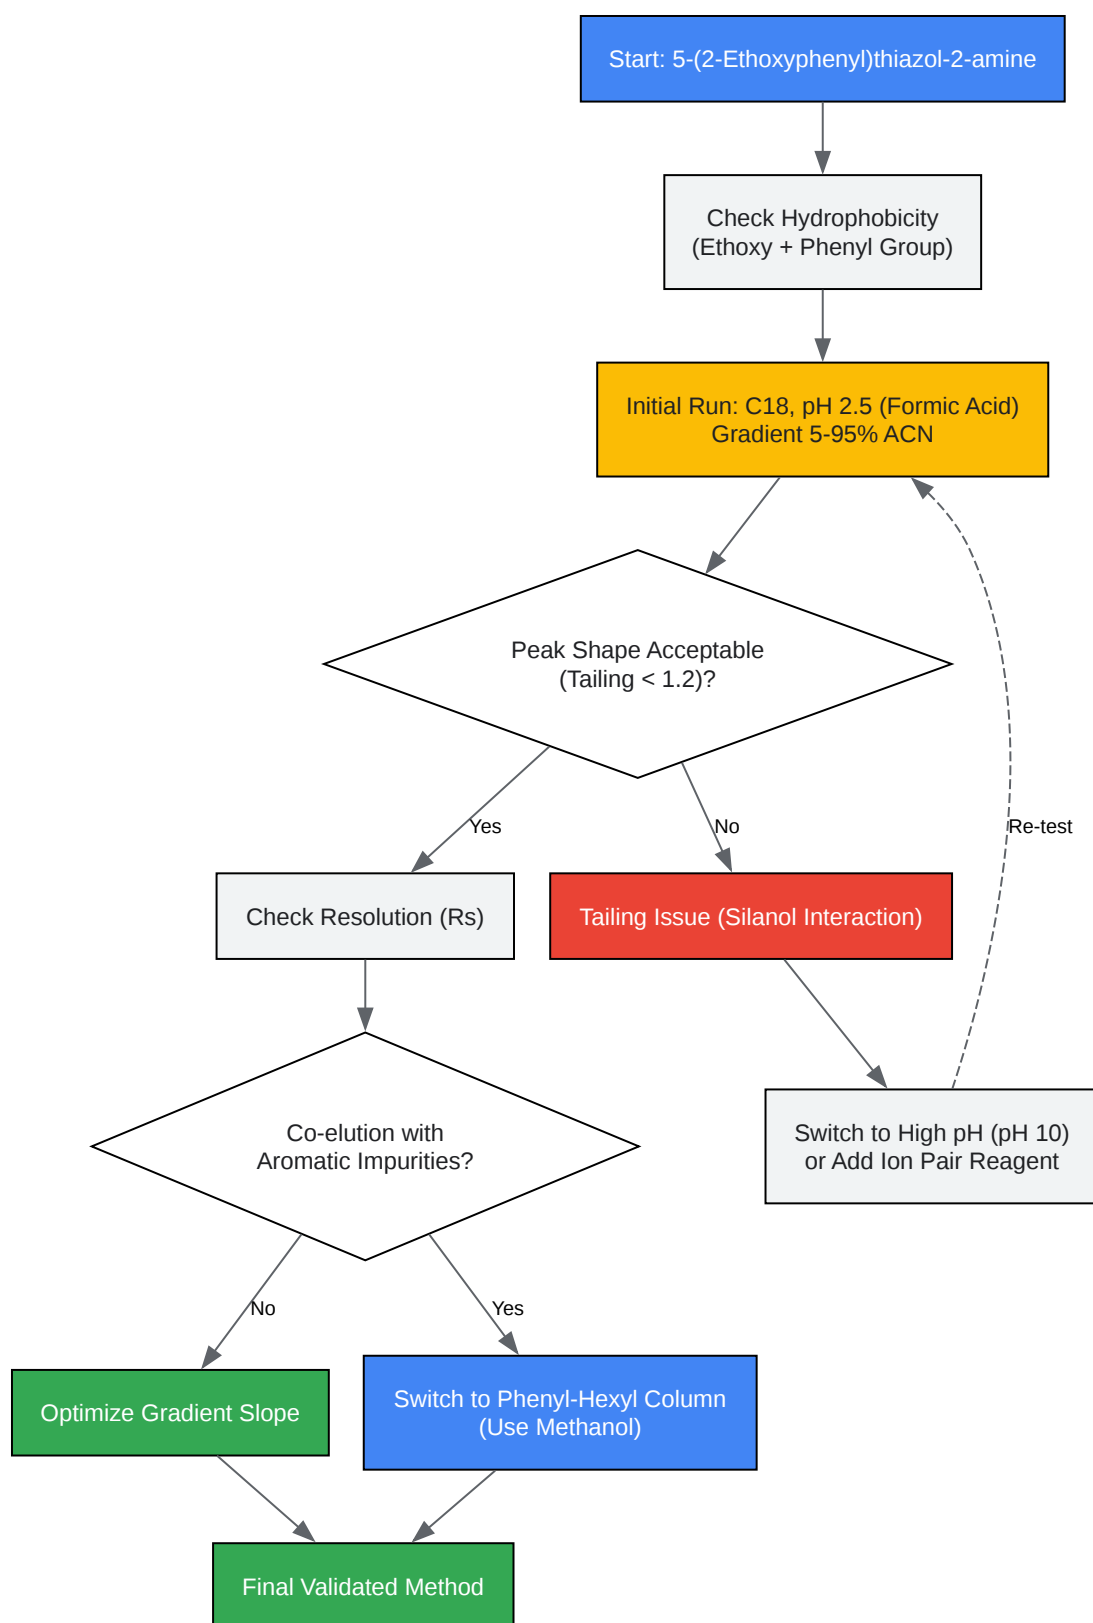 Start: 5-(2-Ethoxyphenyl)thiazol-2-amine
Check Hydrophobicity
(Ethoxy + Phenyl Group)
Initial Run: C18, pH 2.5 (Formic Acid)
Gradient 5-95% ACN
Peak Shape Acceptable
(Tailing < 1.2)?
Yes
No
Re-test
Check Resolution (Rs)
Tailing Issue (Silanol Interaction)
Switch to High pH (pH 10)
or Add Ion Pair Reagent
Co-elution with
Aromatic Impurities?
No
Yes
Optimize Gradient Slope
Switch to Phenyl-Hexyl Column
(Use Methanol)
Final Validated Method